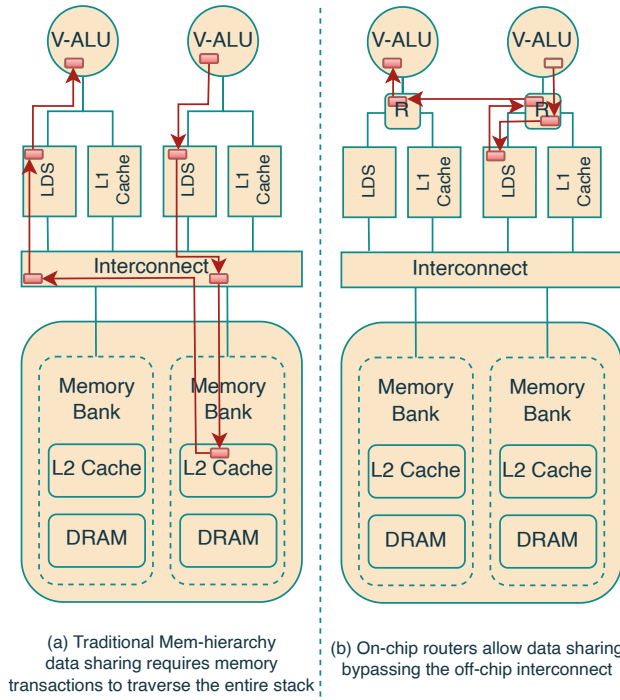 V-ALU
V-ALU
LDS
L1
Cache
LDS
L1
Cache
Interconnect
Memory
Bank
Memory
Bank
L2 Cache
L2 Cache
DRAM
DRAM
(a) Traditional Mem-hierarchy
data sharing requires memory
transactions to traverse the entire stack
V-ALU
V-ALU
R
R
LDS
L1
Cache
LDS
L1
Cache
Interconnect
Memory
Bank
Memory
Bank
L2 Cache
L2 Cache
DRAM
DRAM
(b) On-chip routers allow data sharing
bypassing the off-chip interconnect